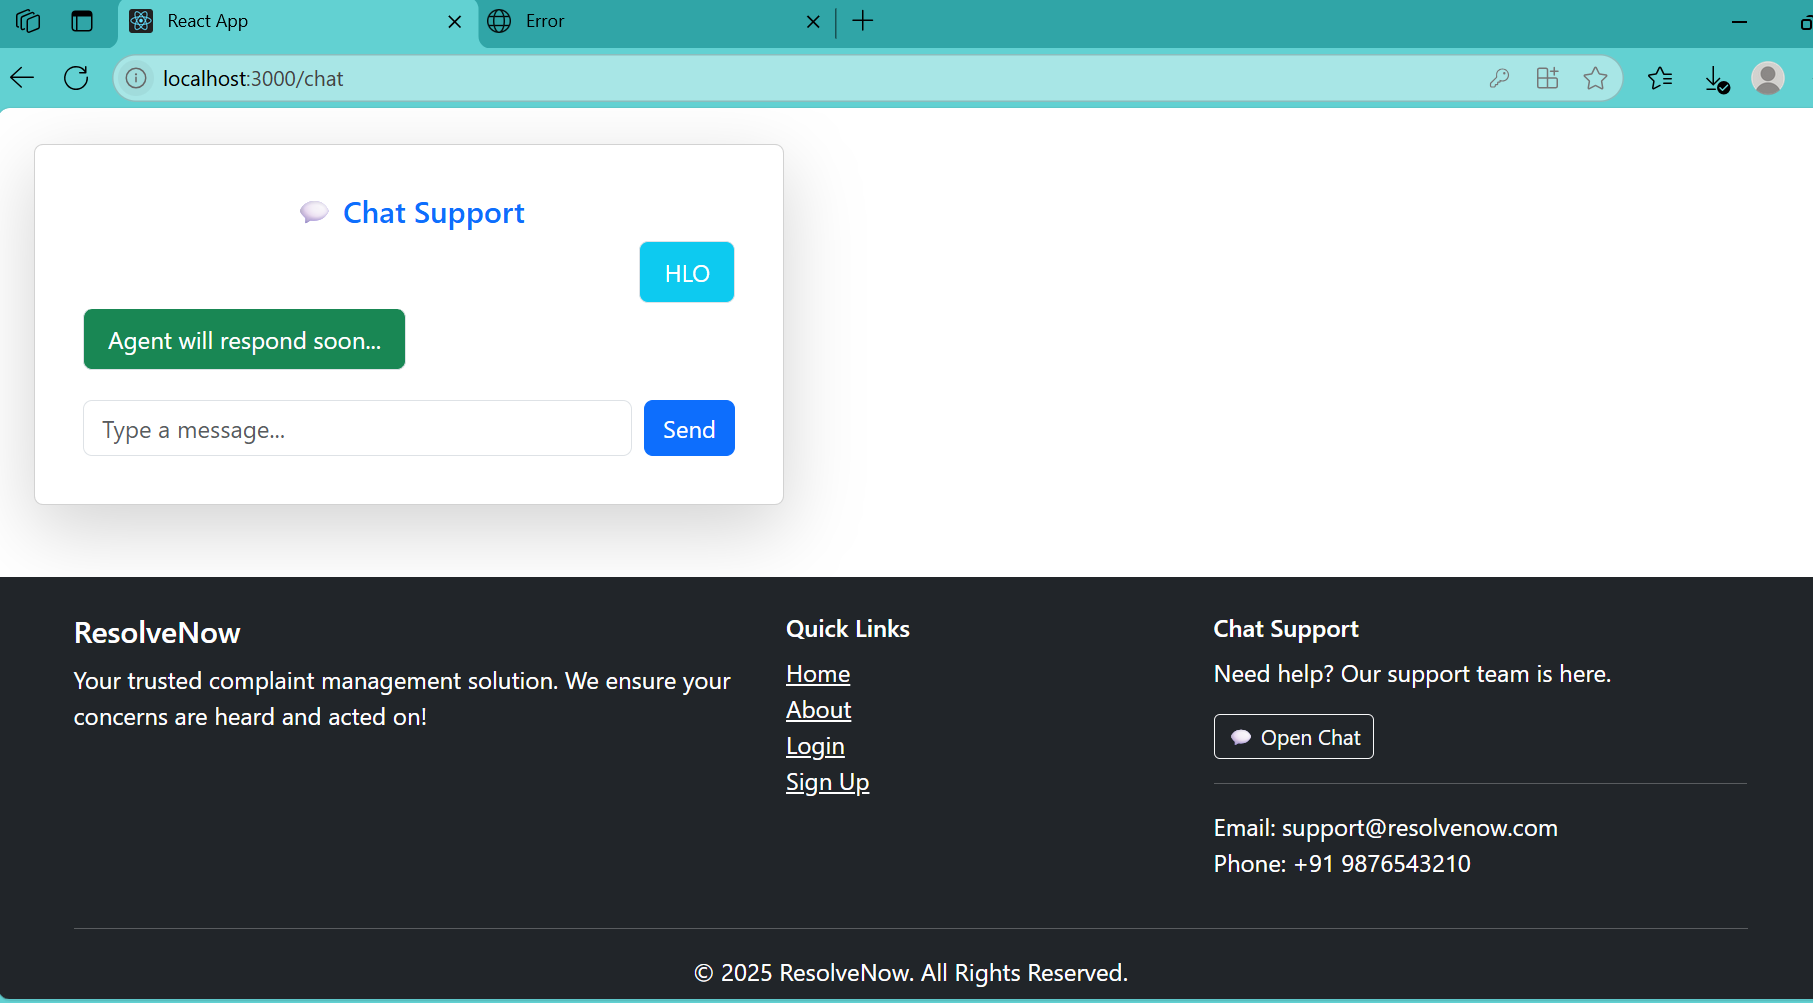 React App
Error
localhost:3000/chat
Chat Support
HLO
Agent will respond soon...
Type a message...
Send
ResolveNow
Your trusted complaint management solution. We ensure your
concerns are heard and acted on!
Quick Links
Home
About
Login
Sign Up
Chat Support
Need help? Our support team is here.
Open Chat
Email: support@resolvenow.com
Phone: +91 9876543210
© 2025 ResolveNow. All Rights Reserved.